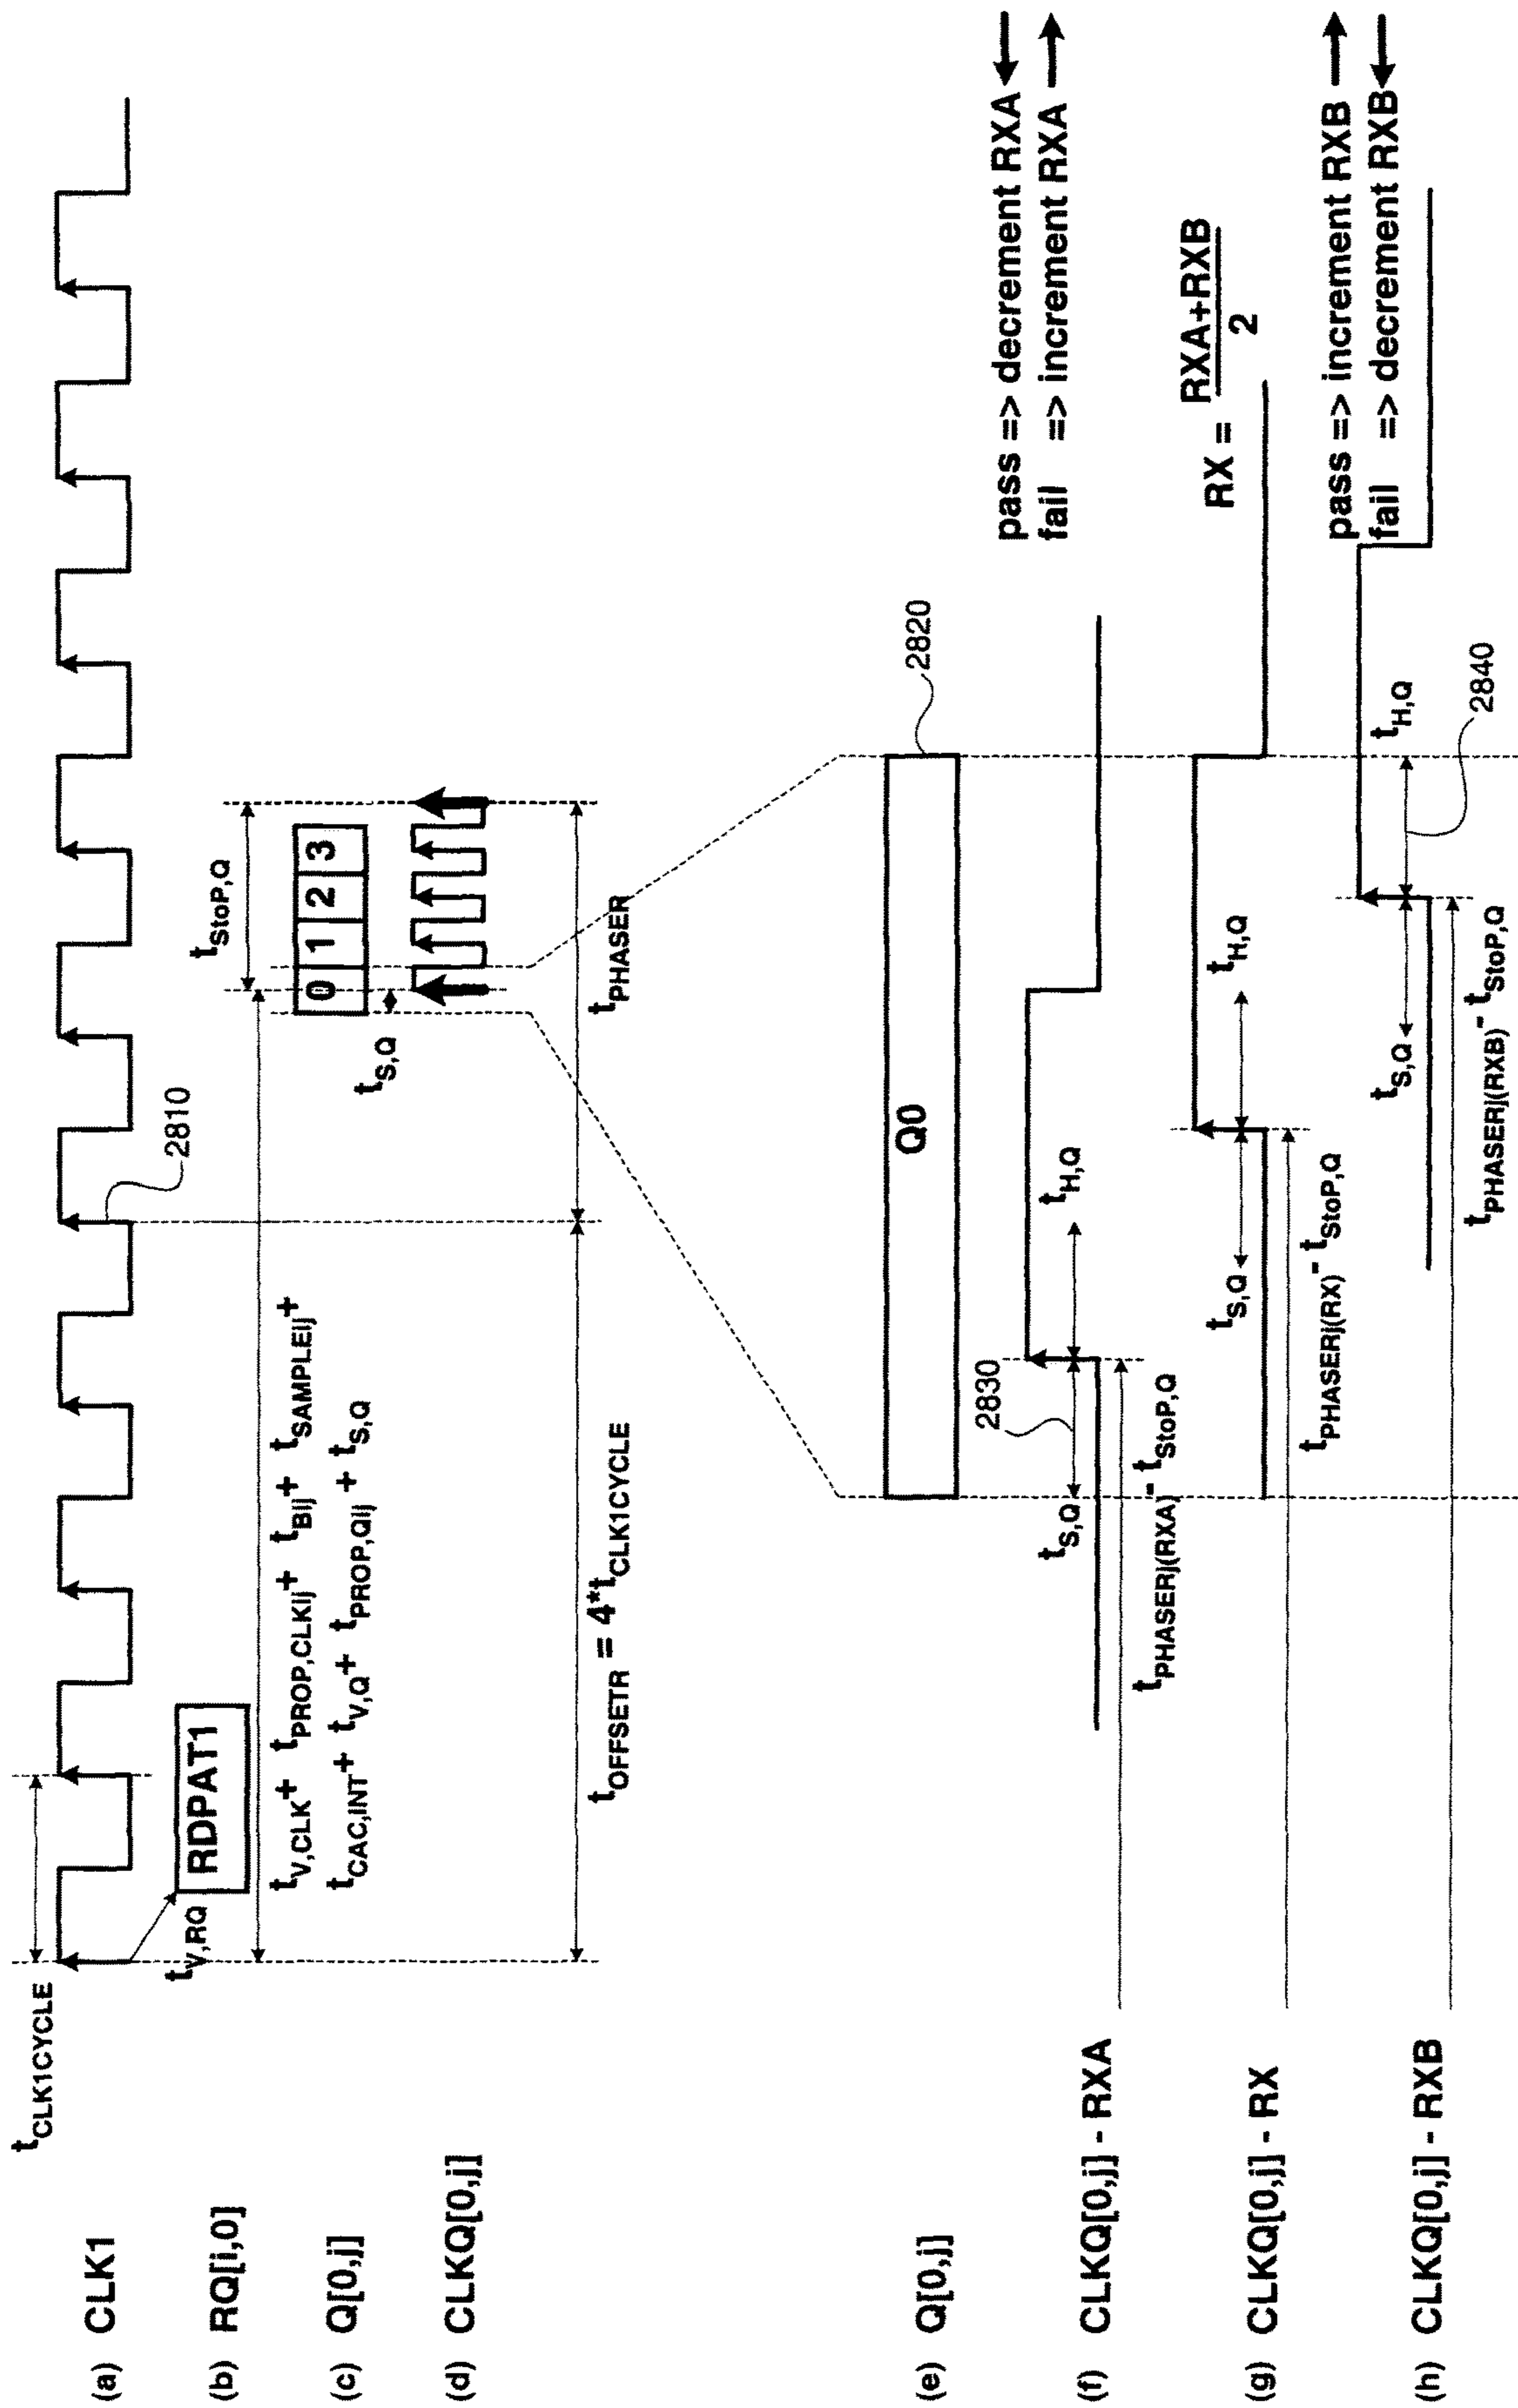 tCLK1CYCLE
(a) CLK1
2810
tV,RQ
(b) RQ[i,0]
RDPAT1
tStoP,Q
tV,CLK+ tPROP,CLKij+ tBij+ tSAMPLEij+
tCAC,INT+ tV,Q+ tPROP,Qij + tS,Q
(c) Q[0,j]
0 1 2 3
tS,Q
(d) CLKQ[0,j]
tOFFSETR = 4*tCLK1CYCLE
tPHASER
2820
(e) Q[0,j]
Q0
pass => decrement RXA
fail => increment RXA
2830
tS,Q
tH,Q
(f) CLKQ[0,j] - RXA
tPHASERj(RXA)- tStoP,Q
RX = RXA+RXB
2
tS,Q
tH,Q
(g) CLKQ[0,j] - RX
tPHASERj(RX)- tStoP,Q
pass => increment RXB
fail => decrement RXB
tS,Q
tH,Q
(h) CLKQ[0,j] - RXB
2840
tPHASERj(RXB)- tStoP,Q